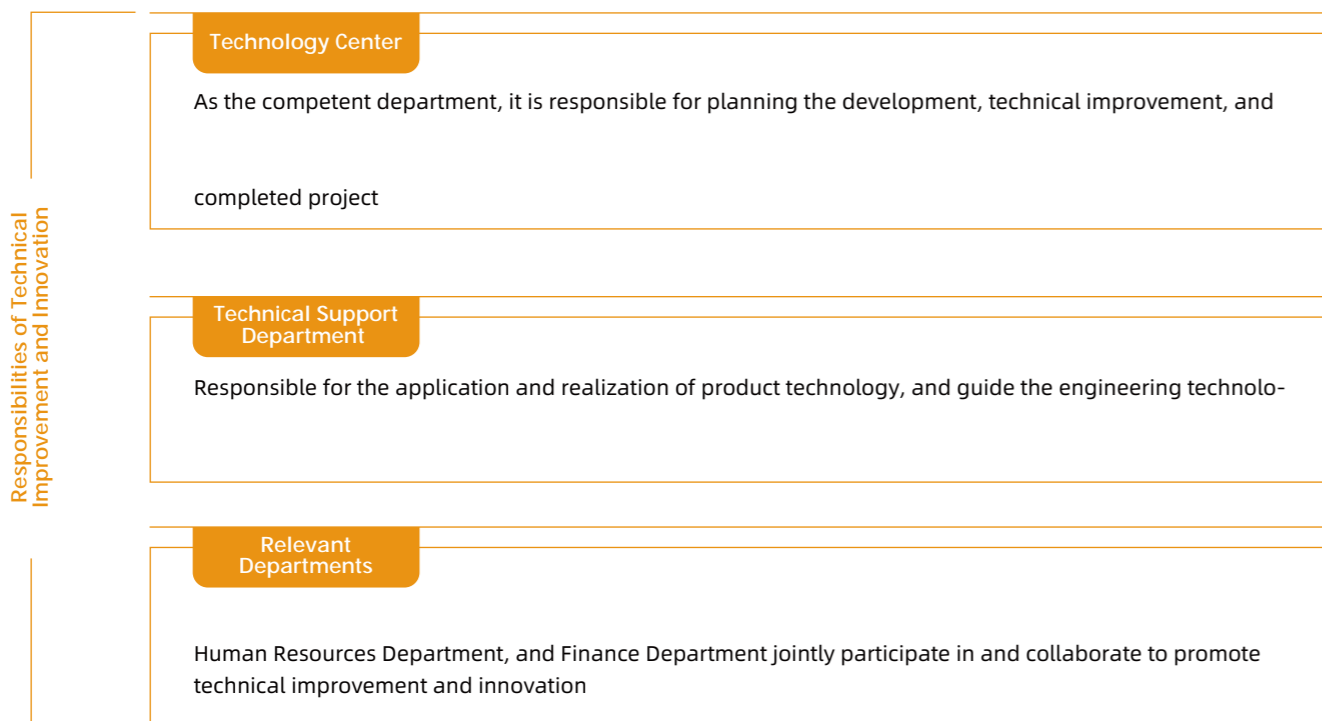 Responsibilities of Technical
Improvement and Innovation
Technology Center
As the competent department, it is responsible for planning the development, technical improvement, and
completed project
Technical Support
Department
Responsible for the application and realization of product technology, and guide the engineering technolo-
Relevant
Departments
Human Resources Department, and Finance Department jointly participate in and collaborate to promote
technical improvement and innovation